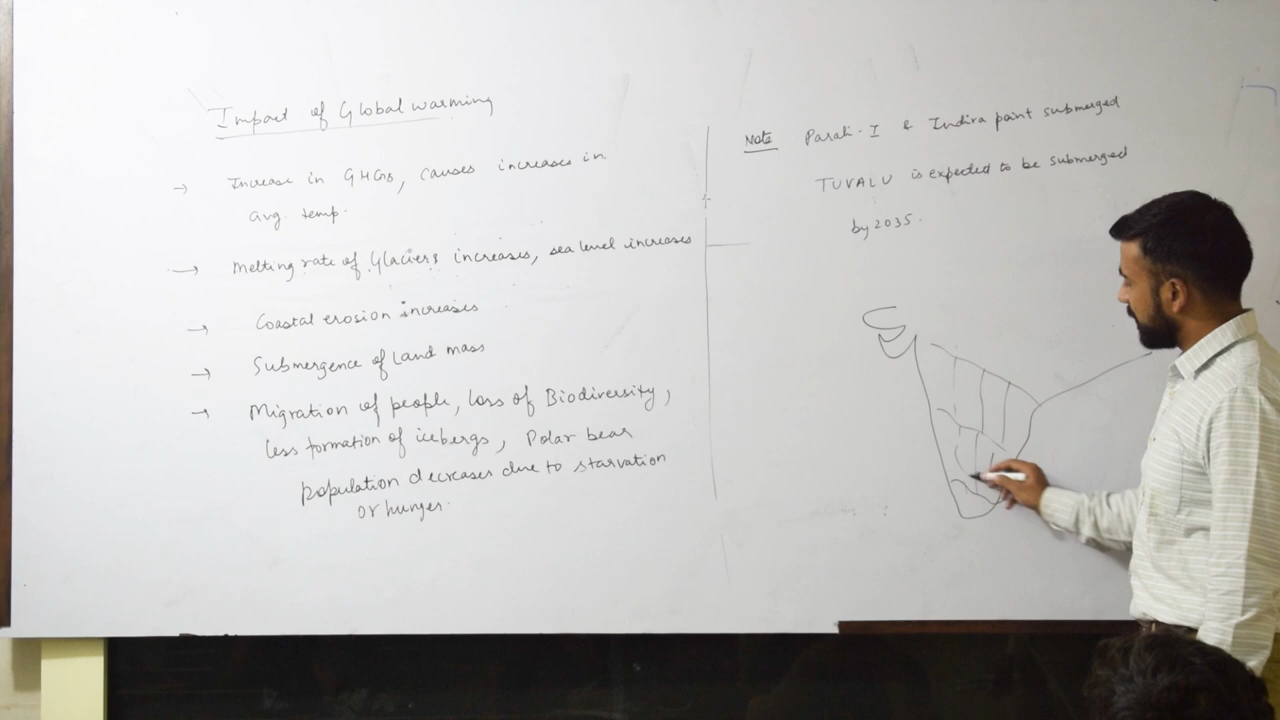 Impact of Global warming
→ Increase in GHGs, causes increases in
avg. temp.
→ Melting rate of Glaciers increases, sea level increases
→ Coastal erosion increases
→ Submergence of Land mass
→ Migration of people, Loss of Biodiversity,
Less formation of icebergs, Polar bear
population decreases due to starvation
or hunger.
Note Parali-I & Indira point submerged
TUVALU is expected to be submerged
by 2035.